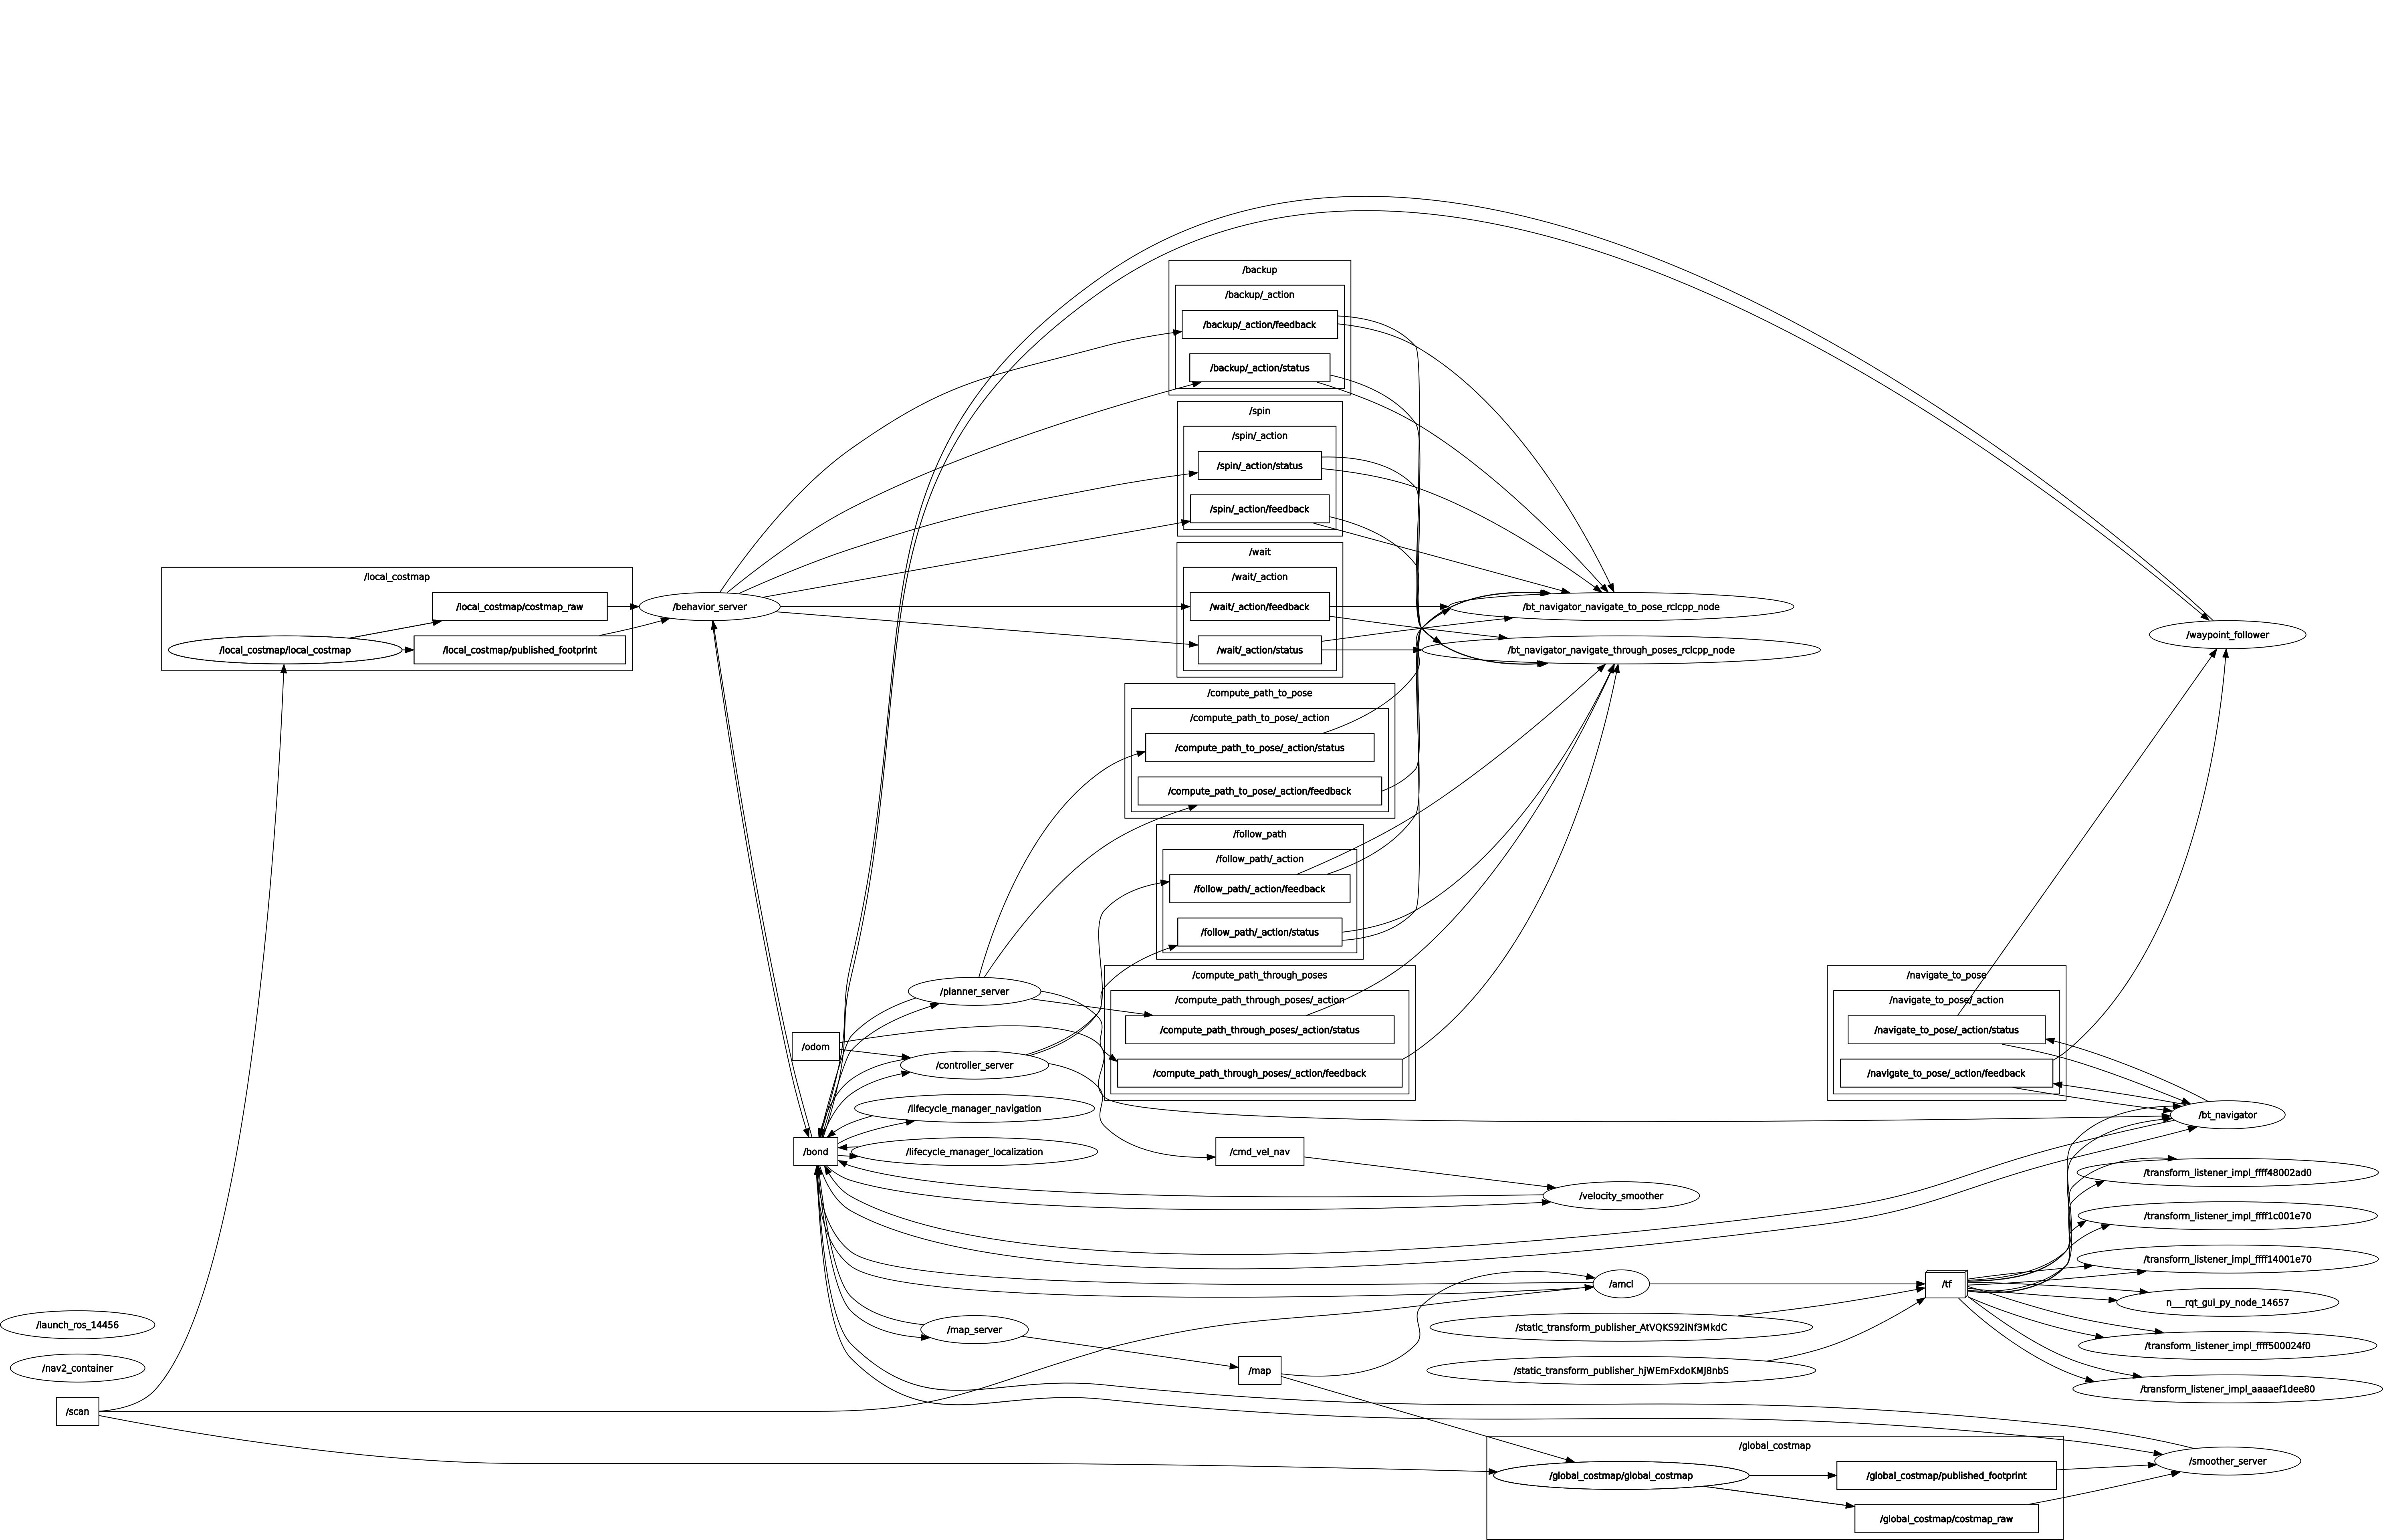 /backup
/backup/_action
/backup/_action/feedback
/backup/_action/status
/spin
/spin/_action
/spin/_action/status
/spin/_action/feedback
/wait
/wait/_action
/wait/_action/feedback
/wait/_action/status
/local_costmap
/local_costmap/costmap_raw
/local_costmap/local_costmap
/local_costmap/published_footprint
/behavior_server
/bt_navigator_navigate_to_pose_rclcpp_node
/bt_navigator_navigate_through_poses_rclcpp_node
/waypoint_follower
/compute_path_to_pose
/compute_path_to_pose/_action
/compute_path_to_pose/_action/status
/compute_path_to_pose/_action/feedback
/follow_path
/follow_path/_action
/follow_path/_action/feedback
/follow_path/_action/status
/compute_path_through_poses
/compute_path_through_poses/_action
/compute_path_through_poses/_action/status
/compute_path_through_poses/_action/feedback
/navigate_to_pose
/navigate_to_pose/_action
/navigate_to_pose/_action/status
/navigate_to_pose/_action/feedback
/planner_server
/odom
/controller_server
/lifecycle_manager_navigation
/bond
/lifecycle_manager_localization
/cmd_vel_nav
/velocity_smoother
/bt_navigator
/transform_listener_impl_ffff48002ad0
/transform_listener_impl_ffff1c001e70
/transform_listener_impl_ffff14001e70
n___rqt_gui_py_node_14657
/transform_listener_impl_ffff500024f0
/transform_listener_impl_aaaaef1dee80
/amcl
/tf
/static_transform_publisher_AtVQKS92iNf3MkdC
/static_transform_publisher_hjWEmFxdoKMJ8nbS
/map_server
/map
/launch_ros_14456
/nav2_container
/scan
/global_costmap
/global_costmap/global_costmap
/global_costmap/published_footprint
/global_costmap/costmap_raw
/smoother_server